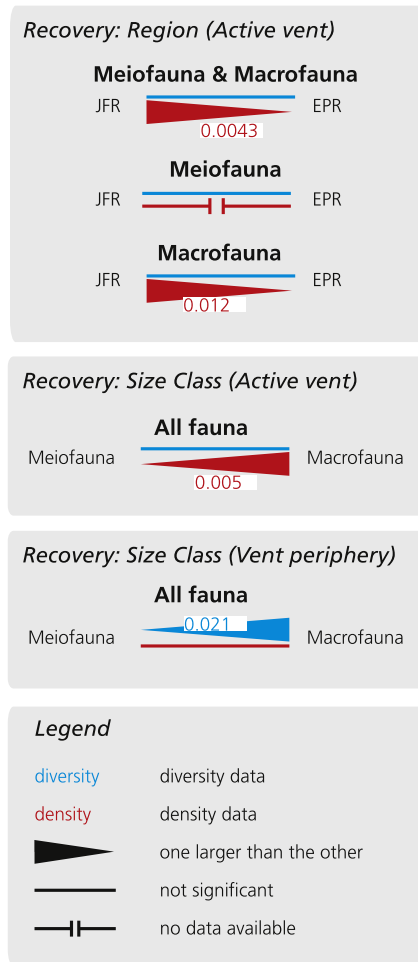 Recovery: Region (Active vent)
Meiofauna & Macrofauna
JFR EPR
0.0043
Meiofauna
JFR EPR
Macrofauna
JFR EPR
0.012
Recovery: Size Class (Active vent)
All fauna
Meiofauna Macrofauna
0.005
Recovery: Size Class (Vent periphery)
All fauna
0.021
Meiofauna Macrofauna
Legend
diversity diversity data
density density data
one larger than the other
not significant
no data available